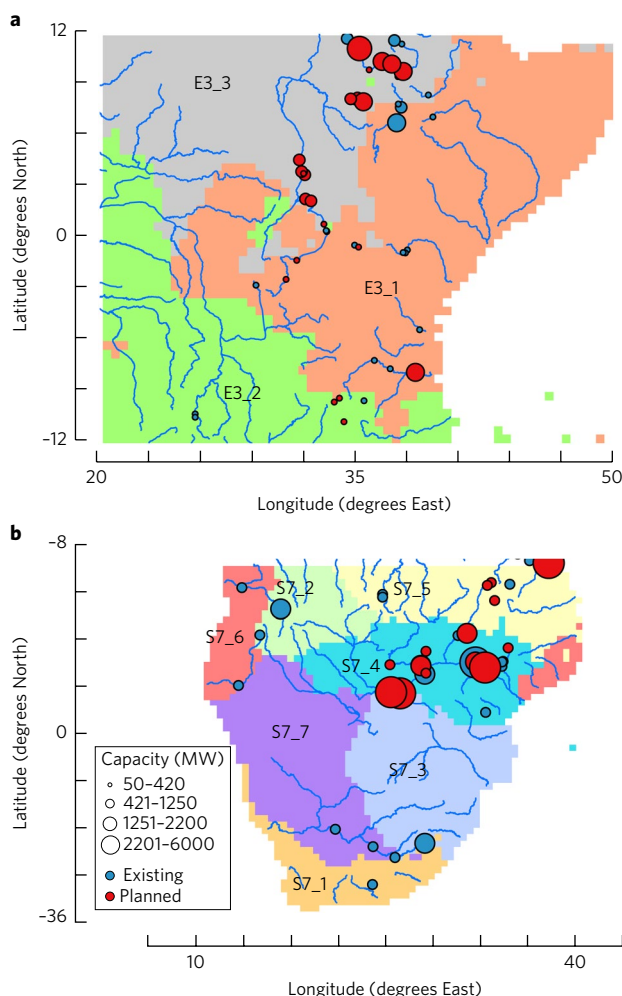 a
12
0
–12
Latitude (degrees North)
E3_3
E3_1
E3_2
20
35
50
Longitude (degrees East)
b
–8
0
–36
Latitude (degrees North)
S7_2
S7_5
S7_6
S7_4
S7_7
S7_3
S7_1
Capacity (MW)
50–420
421–1250
1251–2200
2201–6000
Existing
Planned
10
40
Longitude (degrees East)